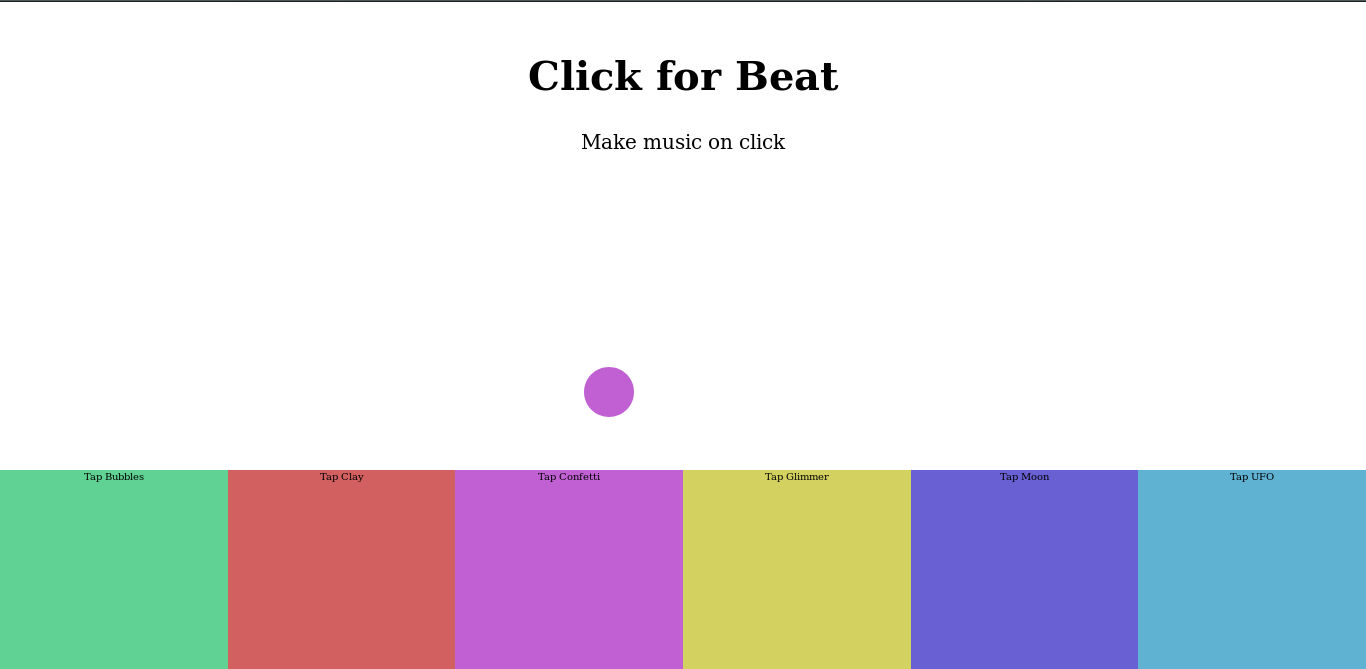 Click for Beat
Make music on click
Tap Bubbles
Tap Clay
Tap Confetti
Tap Glimmer
Tap Moon
Tap UFO